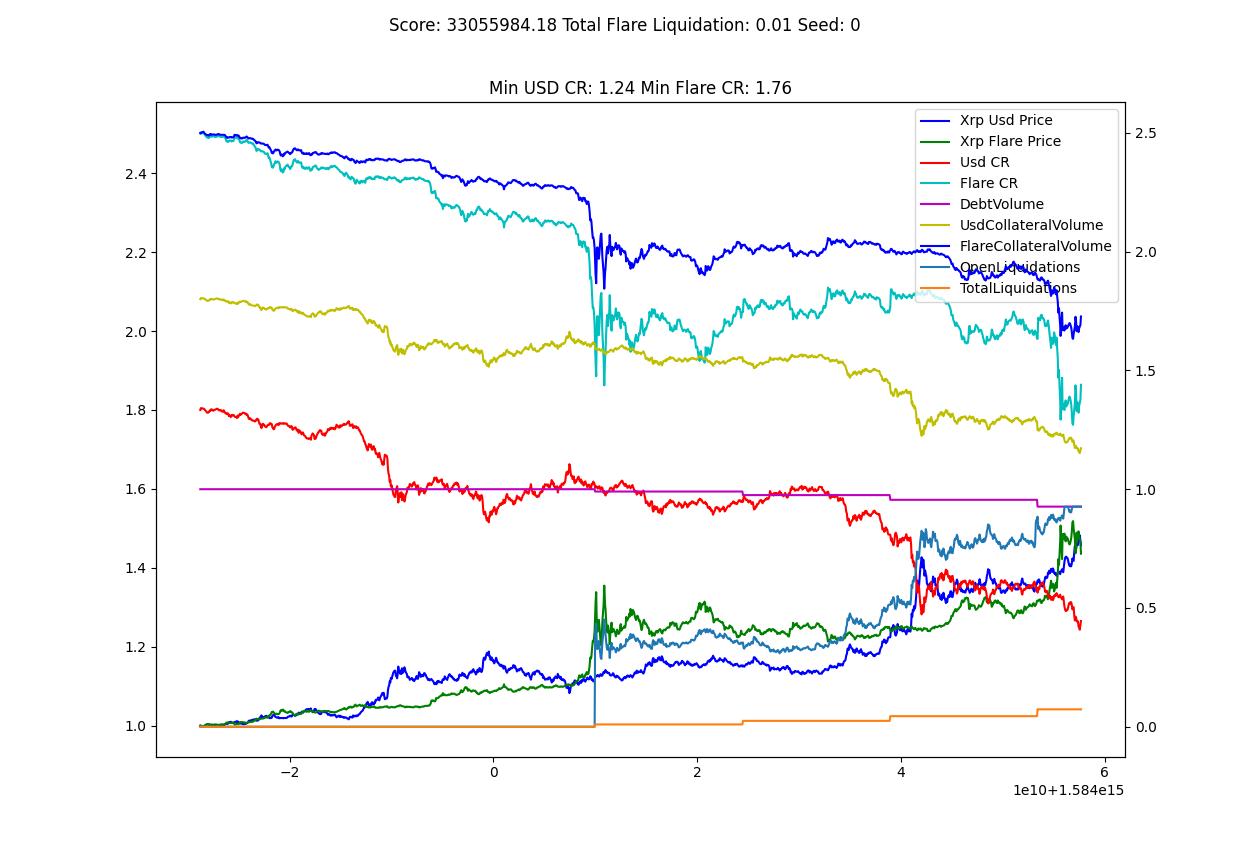 Score: 33055984.18 Total Flare Liquidation: 0.01 Seed: 0
Min USD CR: 1.24 Min Flare CR: 1.76
Xrp Usd Price
Xrp Flare Price
Usd CR
Flare CR
DebtVolume
UsdCollateralVolume
FlareCollateralVolume
OpenLiquidations
TotalLiquidations
2.4
2.2
2.0
1.8
1.6
1.4
1.2
1.0
2.5
2.0
1.5
1.0
0.5
0.0
−2 0 2 4 6
1e10+1.584e15